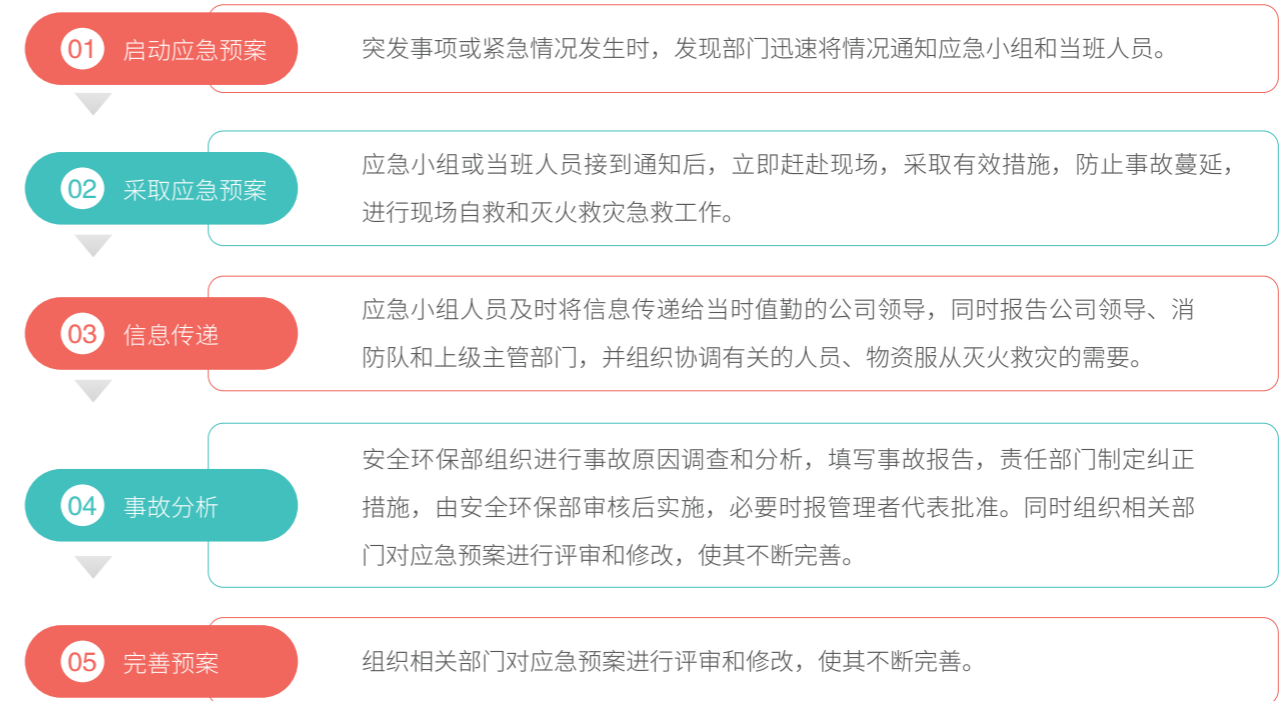 01 启动应急预案
突发事项或紧急情况发生时，发现部门迅速将情况通知应急小组和当班人员。
02 采取应急预案
应急小组或当班人员接到通知后，立即赶赴现场，采取有效措施，防止事故蔓延，
进行现场自救和灭火救灾急救工作。
03 信息传递
应急小组人员及时将信息传递给当时值勤的公司领导，同时报告公司领导、消
防队和上级主管部门，并组织协调有关的人员、物资服从灭火救灾的需要。
04 事故分析
安全环保部组织进行事故原因调查和分析，填写事故报告，责任部门制定纠正
措施，由安全环保部审核后实施，必要时报管理者代表批准。同时组织相关部
门对应急预案进行评审和修改，使其不断完善。
05 完善预案
组织相关部门对应急预案进行评审和修改，使其不断完善。